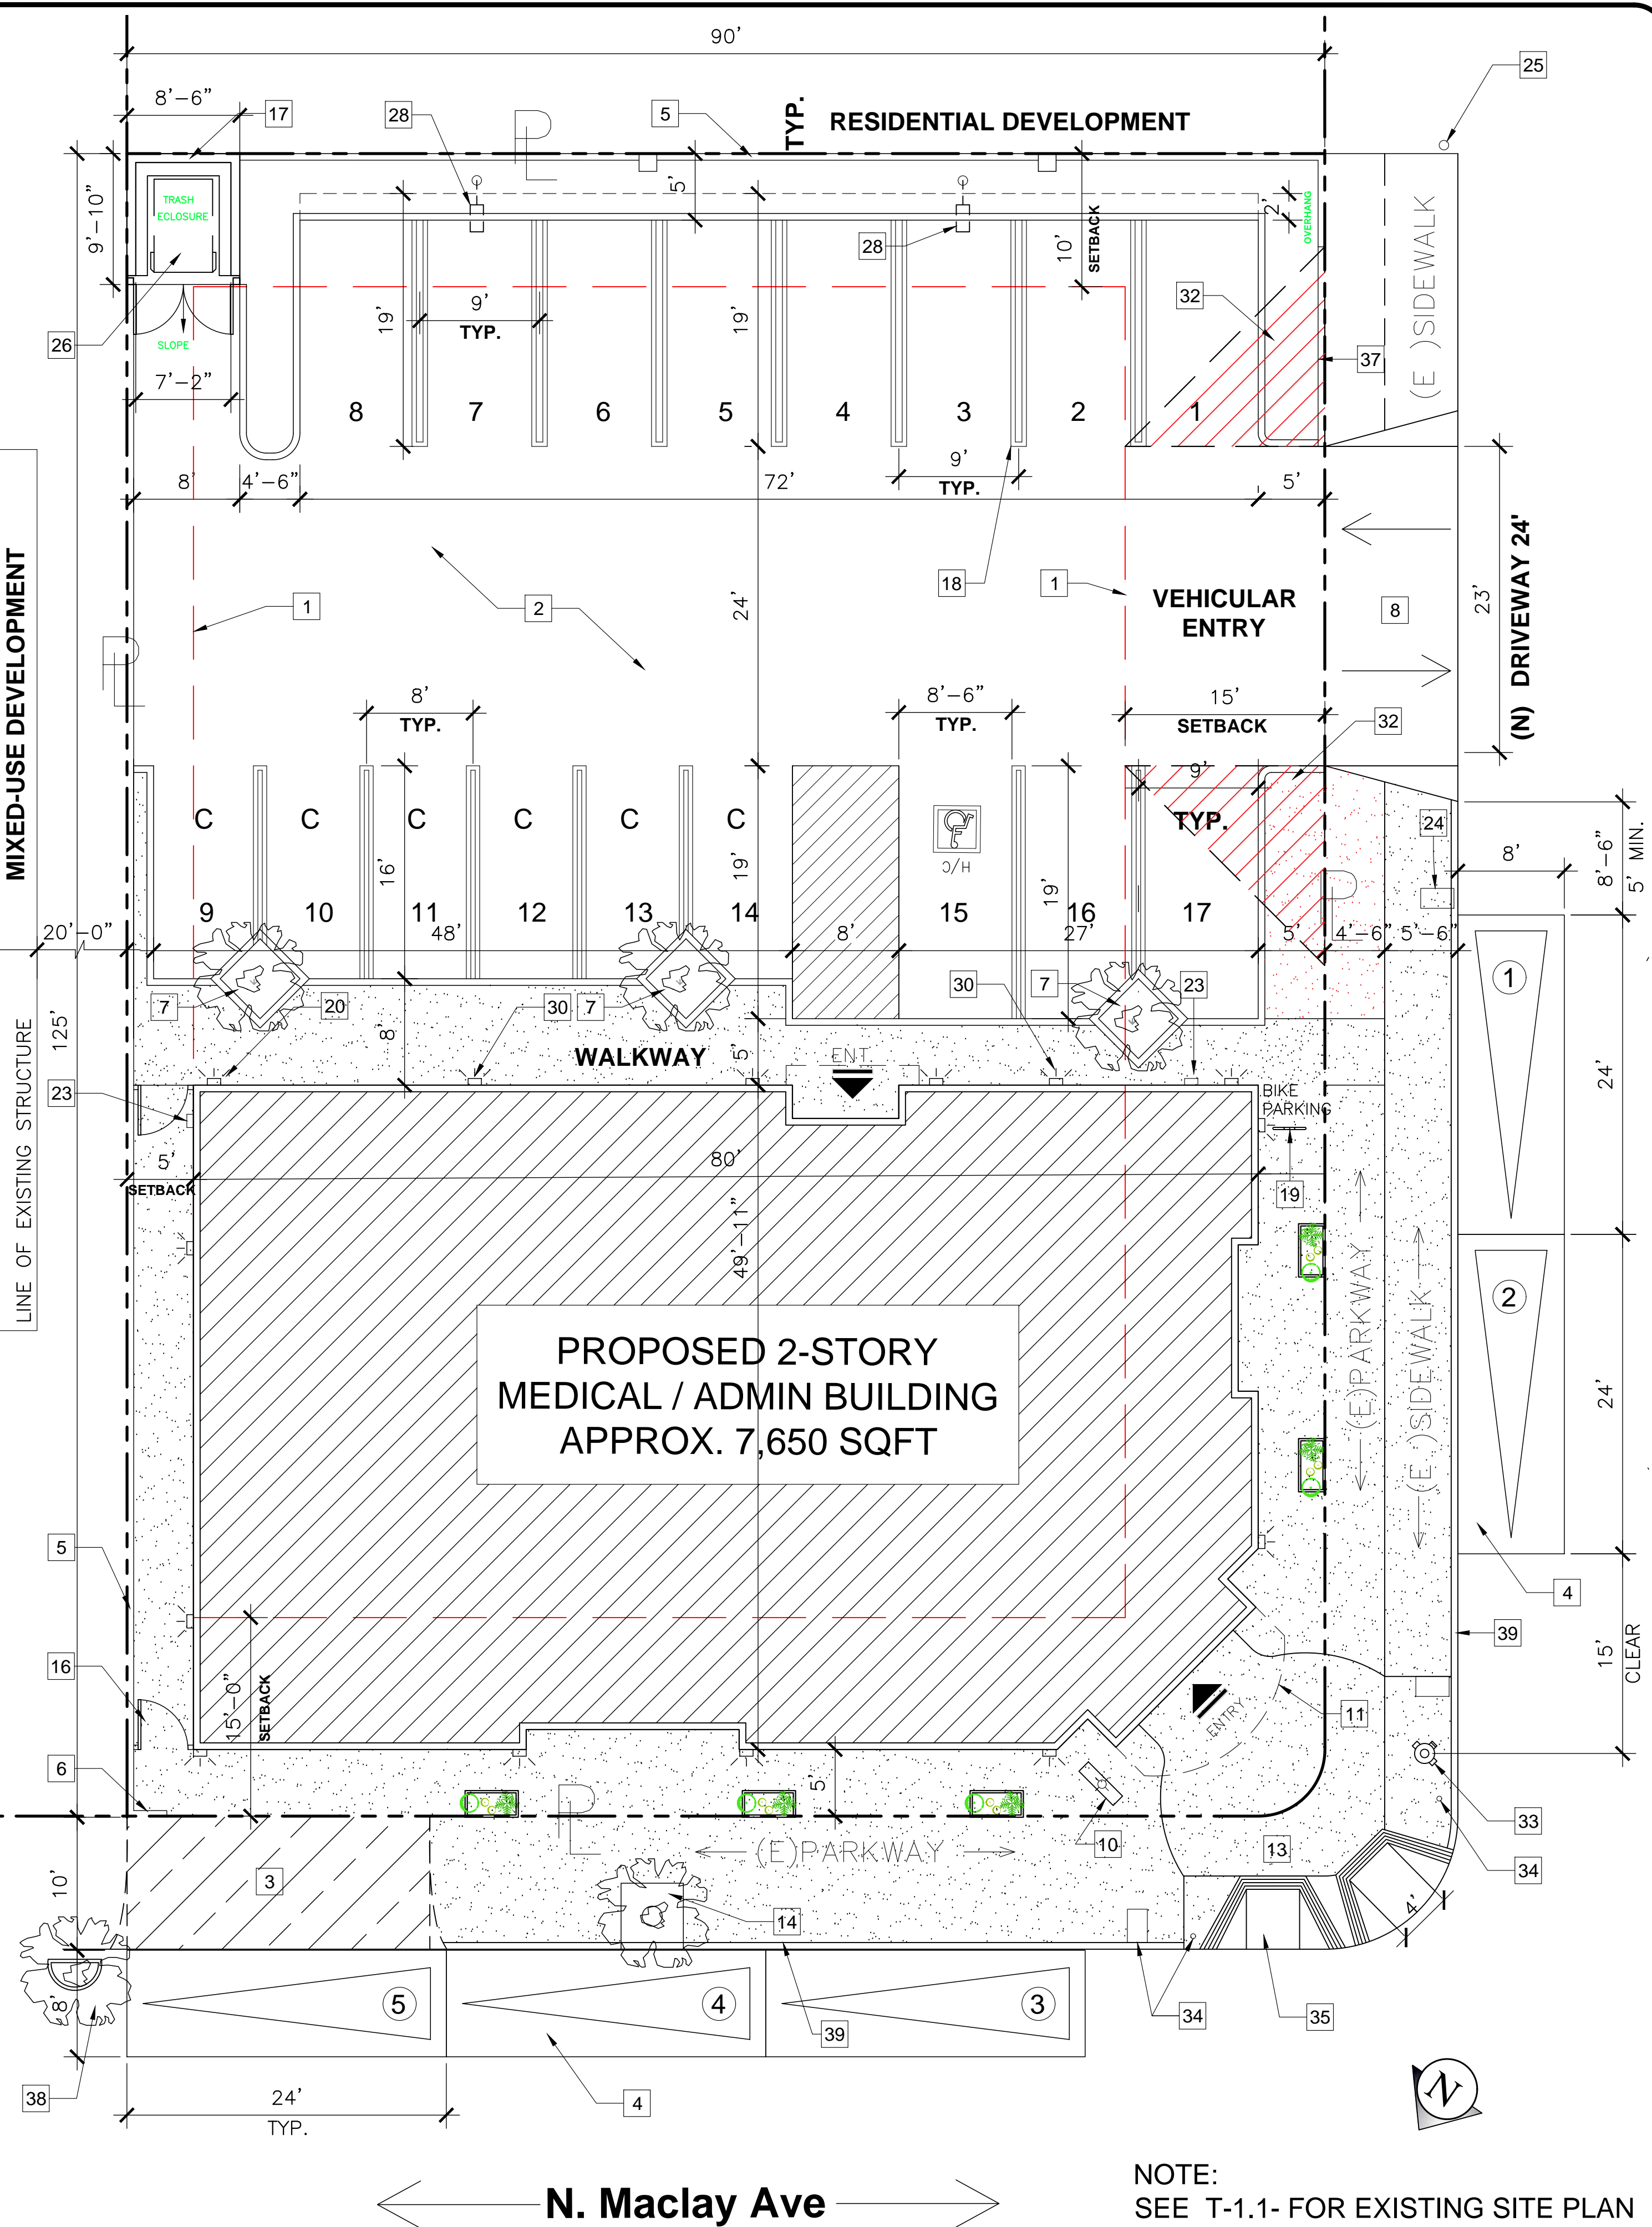 90'
25
8'-6"
17
28
5
TYP.
RESIDENTIAL DEVELOPMENT
PL
9'-10"
TRASH
ECLOSURE
5'
10'
SETBACK
2'
OVERHANG
(E )SIDEWALK
28
32
37
19'
9'
TYP.
19'
26
SLOPE
7'-2"
8
7
6
5
4
3
2
1
8'
4'-6"
72'
9'
TYP.
5'
MIXED-USE DEVELOPMENT
LINE OF EXISTING STRUCTURE
18
1
1
2
24'
VEHICULAR
ENTRY
8
23'
(N) DRIVEWAY 24'
PL
8'
TYP.
8'-6"
TYP.
15'
SETBACK
32
9'
TYP.
C
C
C
C
C
C
C/H
24
8'
8'-6"
5' MIN.
16'
19'
19'
9
10
11
12
13
14
15
16
17
P
20'-0"
48'
8'
27'
5'
4'-6"
5'-6"
1
125'
7
20
30
7
30
7
23
8'
WALKWAY
5'
ENT.
24'
23
BIKE
PARKING
5'
SETBACK
80'
19
49'-11"
(E)PARKWAY
(E )SIDEWALK
2
PROPOSED 2-STORY
MEDICAL / ADMIN BUILDING
APPROX. 7,650 SQFT
24'
5
4
39
15'
CLEAR
16
15'-0"
SETBACK
ENTRY
11
6
5'
PL
10
33
13
34
10'
3
(E)PARKWAY
14
4'
8'
5
4
3
39
34
35
38
24'
TYP.
4
N
N. Maclay Ave
NOTE:
SEE T-1.1- FOR EXISTING SITE PLAN